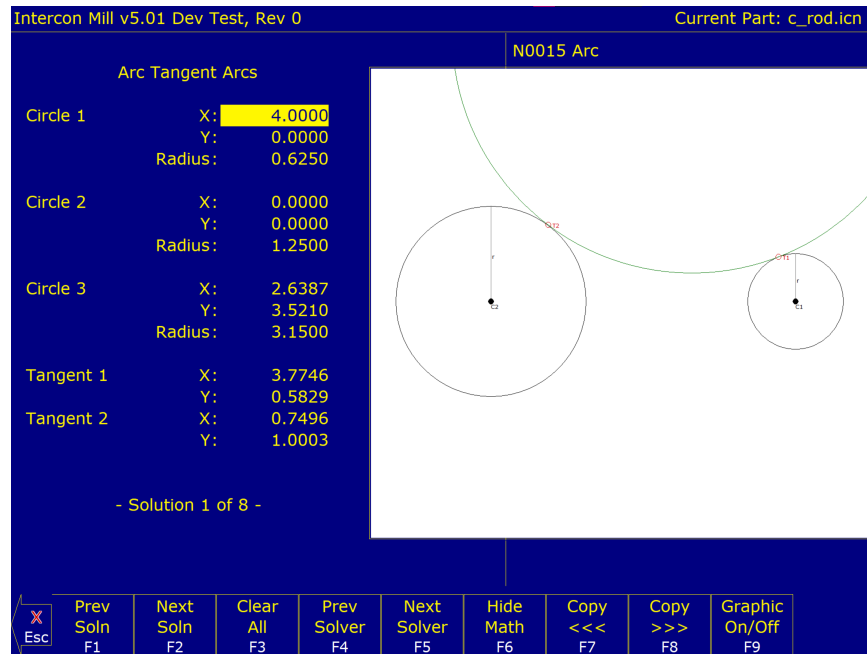 Intercon Mill v5.01 Dev Test, Rev 0 Current Part: c_rod.icn
N0015 Arc
Arc Tangent Arcs
Circle 1 X: 4.0000
Y: 0.0000
Radius: 0.6250
Circle 2 X: 0.0000
Y: 0.0000
Radius: 1.2500
Circle 3 X: 2.6387
Y: 3.5210
Radius: 3.1500
Tangent 1 X: 3.7746
Y: 0.5829
Tangent 2 X: 0.7496
Y: 1.0003
- Solution 1 of 8 -
T2
r
C2
T1
r
C1
X Esc
Prev Soln F1
Next Soln F2
Clear All F3
Prev Solver F4
Next Solver F5
Hide Math F6
Copy <<< F7
Copy >>> F8
Graphic On/Off F9